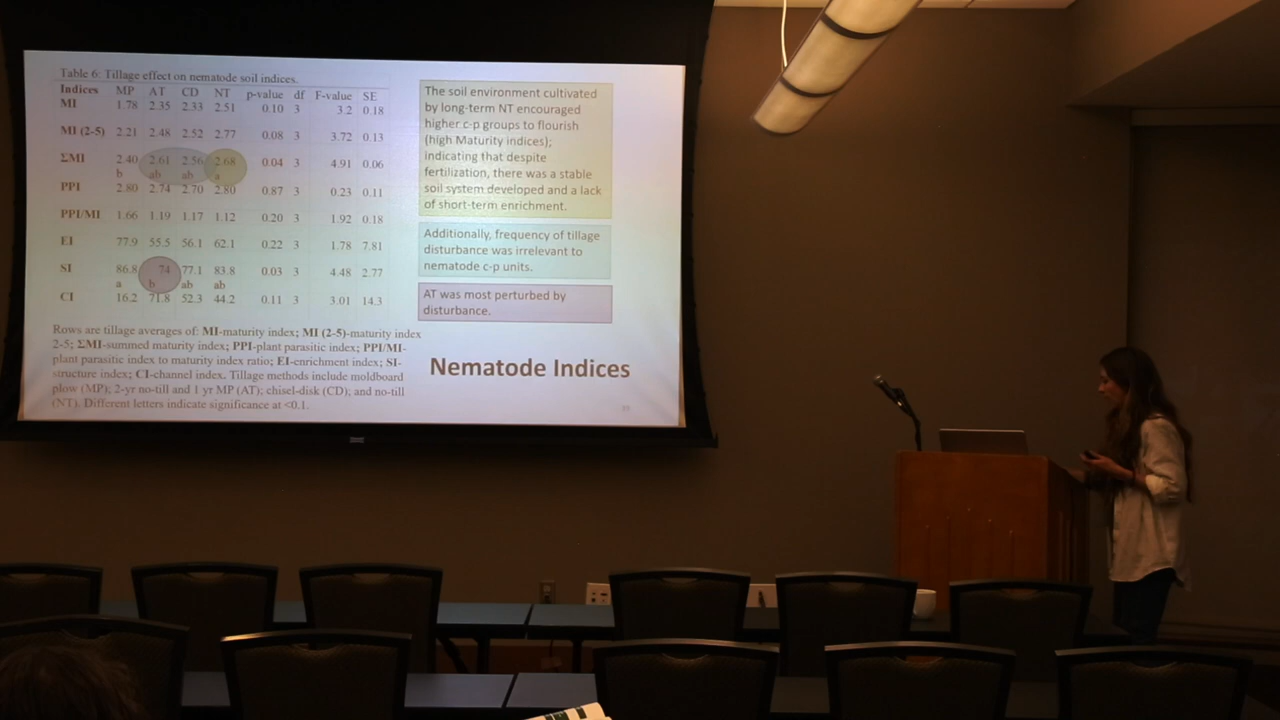 Table 6: Tillage effect on nematode soil indices.
Indices MP AT CD NT p-value df F-value SE
MI 1.78 2.35 2.33 2.51 0.10 3 3.2 0.18
MI (2-5) 2.21 2.48 2.52 2.77 0.08 3 3.72 0.13
ΣMI 2.40 2.61 2.56 2.68 0.04 3 4.91 0.06
b ab ab a
PPI 2.80 2.74 2.70 2.80 0.87 3 0.23 0.11
PPI/MI 1.66 1.19 1.17 1.12 0.20 3 1.92 0.18
EI 77.9 55.5 56.1 62.1 0.22 3 1.78 7.81
SI 86.8 74 77.1 83.8 0.03 3 4.48 2.77
a b ab ab
CI 16.2 71.8 52.3 44.2 0.11 3 3.01 14.3
Rows are tillage averages of: MI-maturity index; MI (2-5)-maturity index
2-5; ΣMI-summed maturity index; PPI-plant parasitic index; PPI/MI-
plant parasitic index to maturity index ratio; EI-enrichment index; SI-
structure index; CI-channel index. Tillage methods include moldboard
plow (MP); 2-yr no-till and 1 yr MP (AT); chisel-disk (CD); and no-till
(NT). Different letters indicate significance at <0.1.
The soil environment cultivated
by long-term NT encouraged
higher c-p groups to flourish
(high Maturity indices);
indicating that despite
fertilization, there was a stable
soil system developed and a lack
of short-term enrichment.
Additionally, frequency of tillage
disturbance was irrelevant to
nematode c-p units.
AT was most perturbed by
disturbance.
Nematode Indices